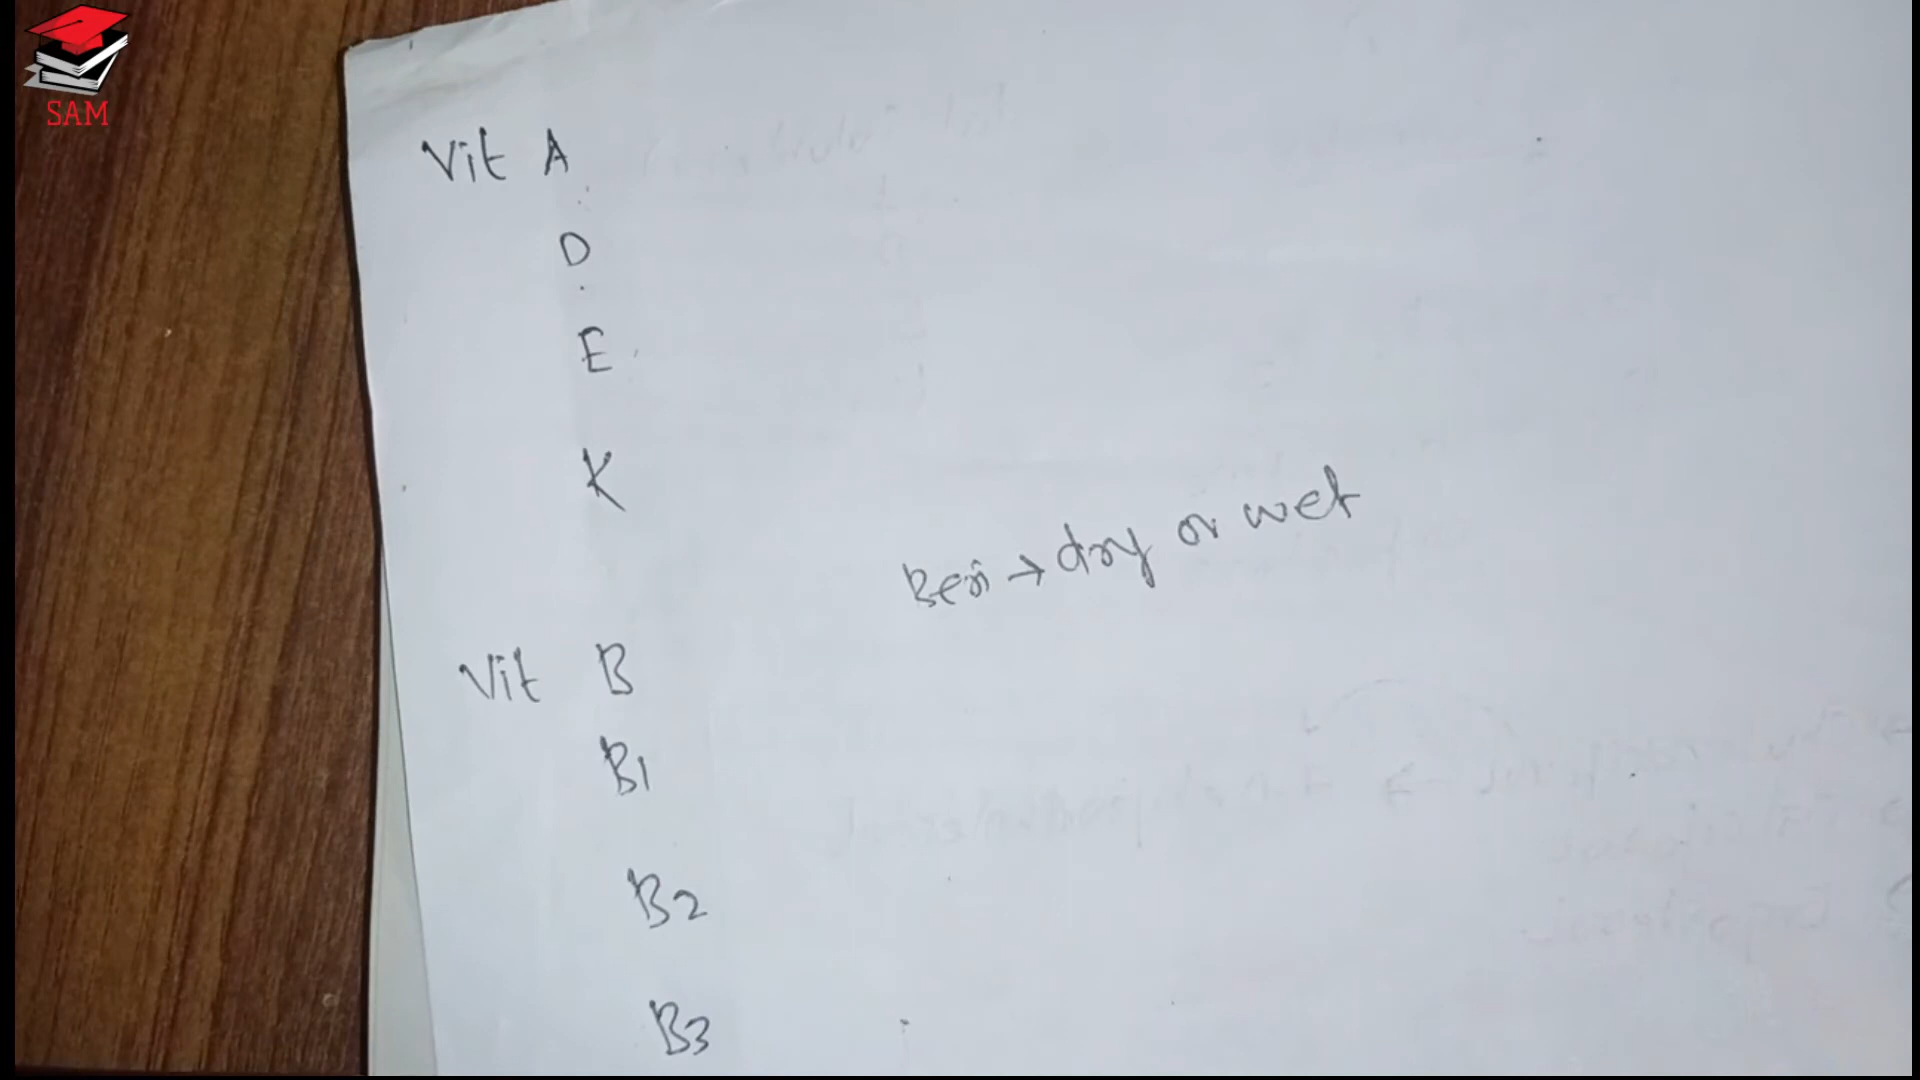 SAM
Vit A
D
E
K
Beri → dry or wet
Vit B
B1
B2
B3